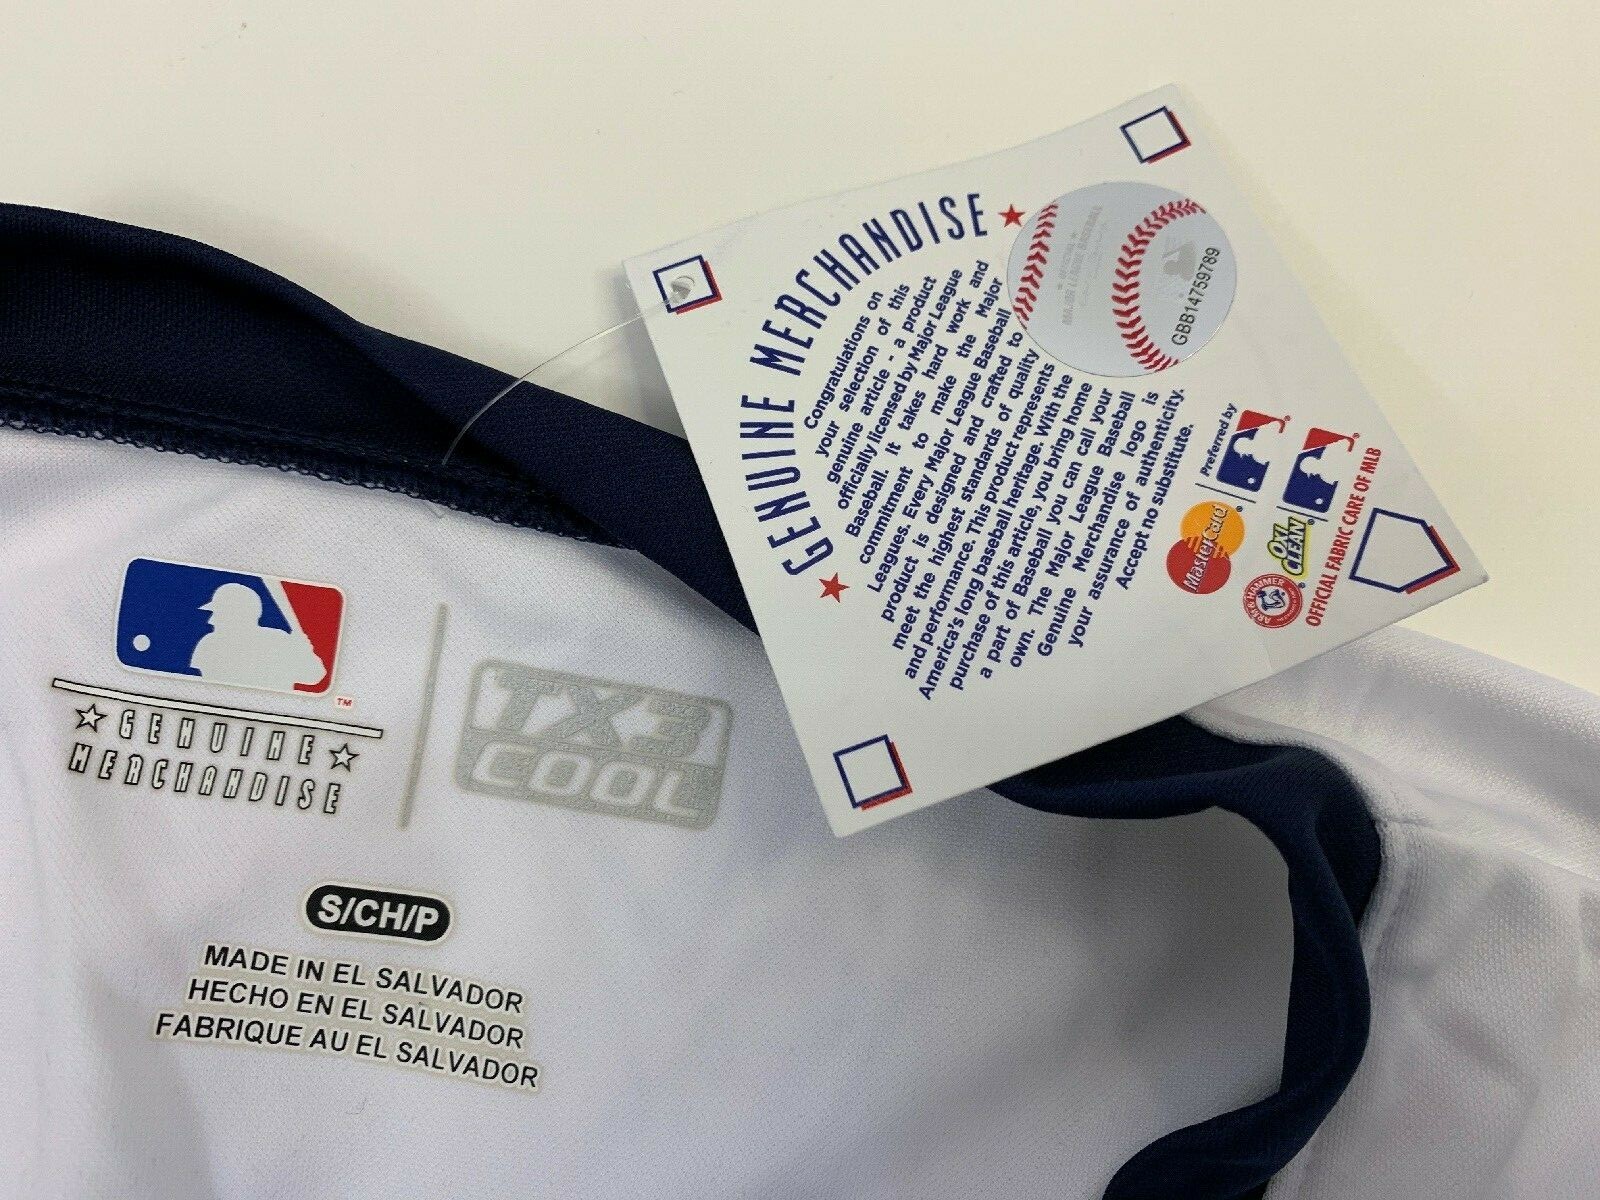 GENUINE MERCHANDISE
Congratulations on
your selection of this
genuine article - a product
officially licensed by Major League
Baseball. It takes hard work and
commitment to make the Major
Leagues. Every Major League Baseball
product is designed and crafted to
meet the highest standards of quality
and performance. This product represents
America's long baseball heritage. With the
purchase of this article, you bring home
a part of Baseball you can call your
own. The Major League Baseball
Genuine Merchandise logo is
your assurance of authenticity.
Accept no substitute.
GBB14759789
Preferred by
MasterCard
OXI
CLEAN
ARM & HAMMER
OFFICIAL FABRIC CARE OF MLB
TM
GENUINE
MERCHANDISE
TX3
COOL
S/CH/P
MADE IN EL SALVADOR
HECHO EN EL SALVADOR
FABRIQUE AU EL SALVADOR